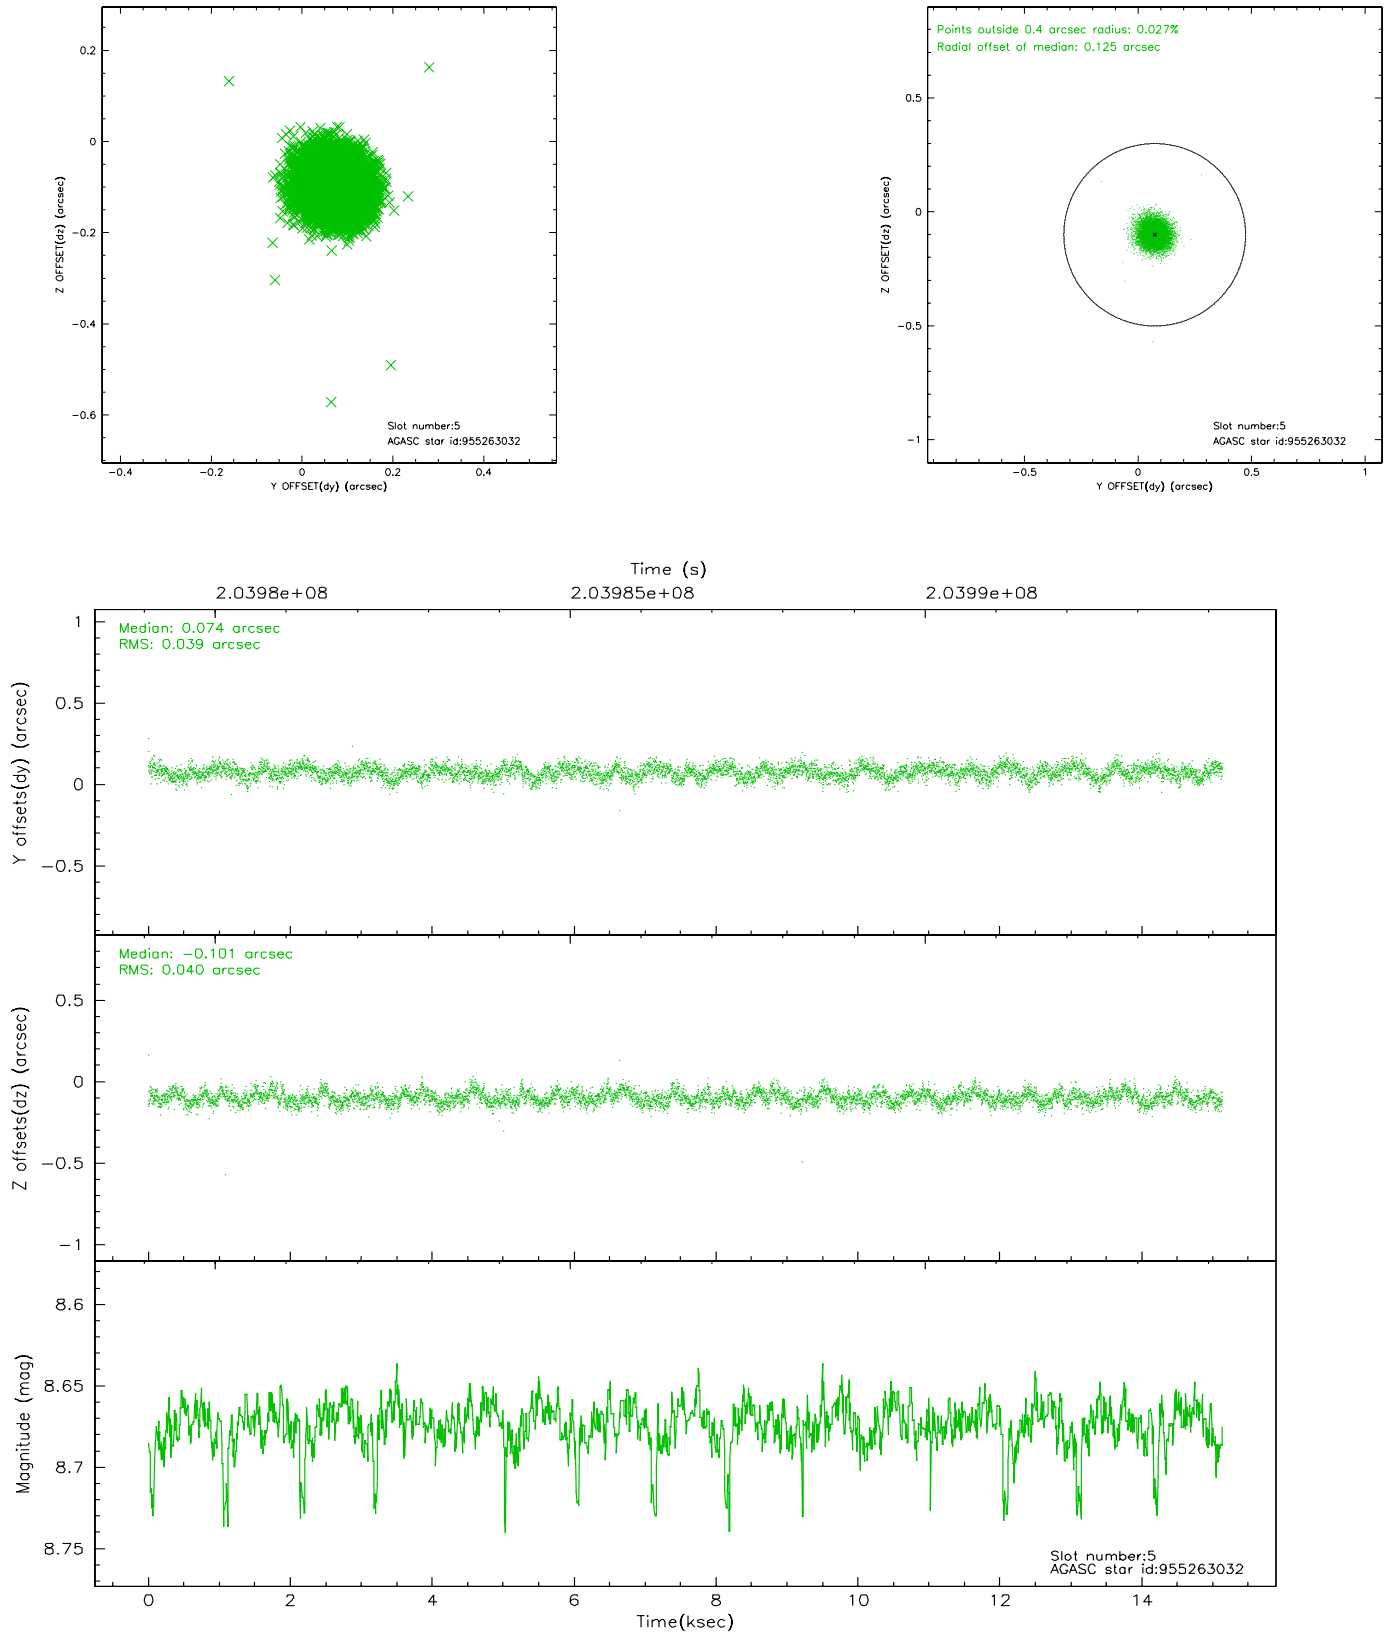 0.2
0
−0.2
−0.4
−0.6
Z OFFSET(dz) (arcsec)
Slot number:5
AGASC star id:955263032
−0.4
−0.2
0
0.2
0.4
Y OFFSET(dy) (arcsec)
Points outside 0.4 arcsec radius: 0.027%
Radial offset of median: 0.125 arcsec
0.5
0
−0.5
−1
Z OFFSET(dz) (arcsec)
Slot number:5
AGASC star id:955263032
−0.5
0
0.5
1
Y OFFSET(dy) (arcsec)
Time (s)
2.0398e+08
2.03985e+08
2.0399e+08
Median: 0.074 arcsec
RMS: 0.039 arcsec
1
0.5
0
−0.5
Y offsets(dy) (arcsec)
Median: −0.101 arcsec
RMS: 0.040 arcsec
0.5
0
−0.5
−1
Z offsets(dz) (arcsec)
8.6
8.65
8.7
8.75
Magnitude (mag)
Slot number:5
AGASC star id:955263032
0
2
4
6
8
10
12
14
Time(ksec)